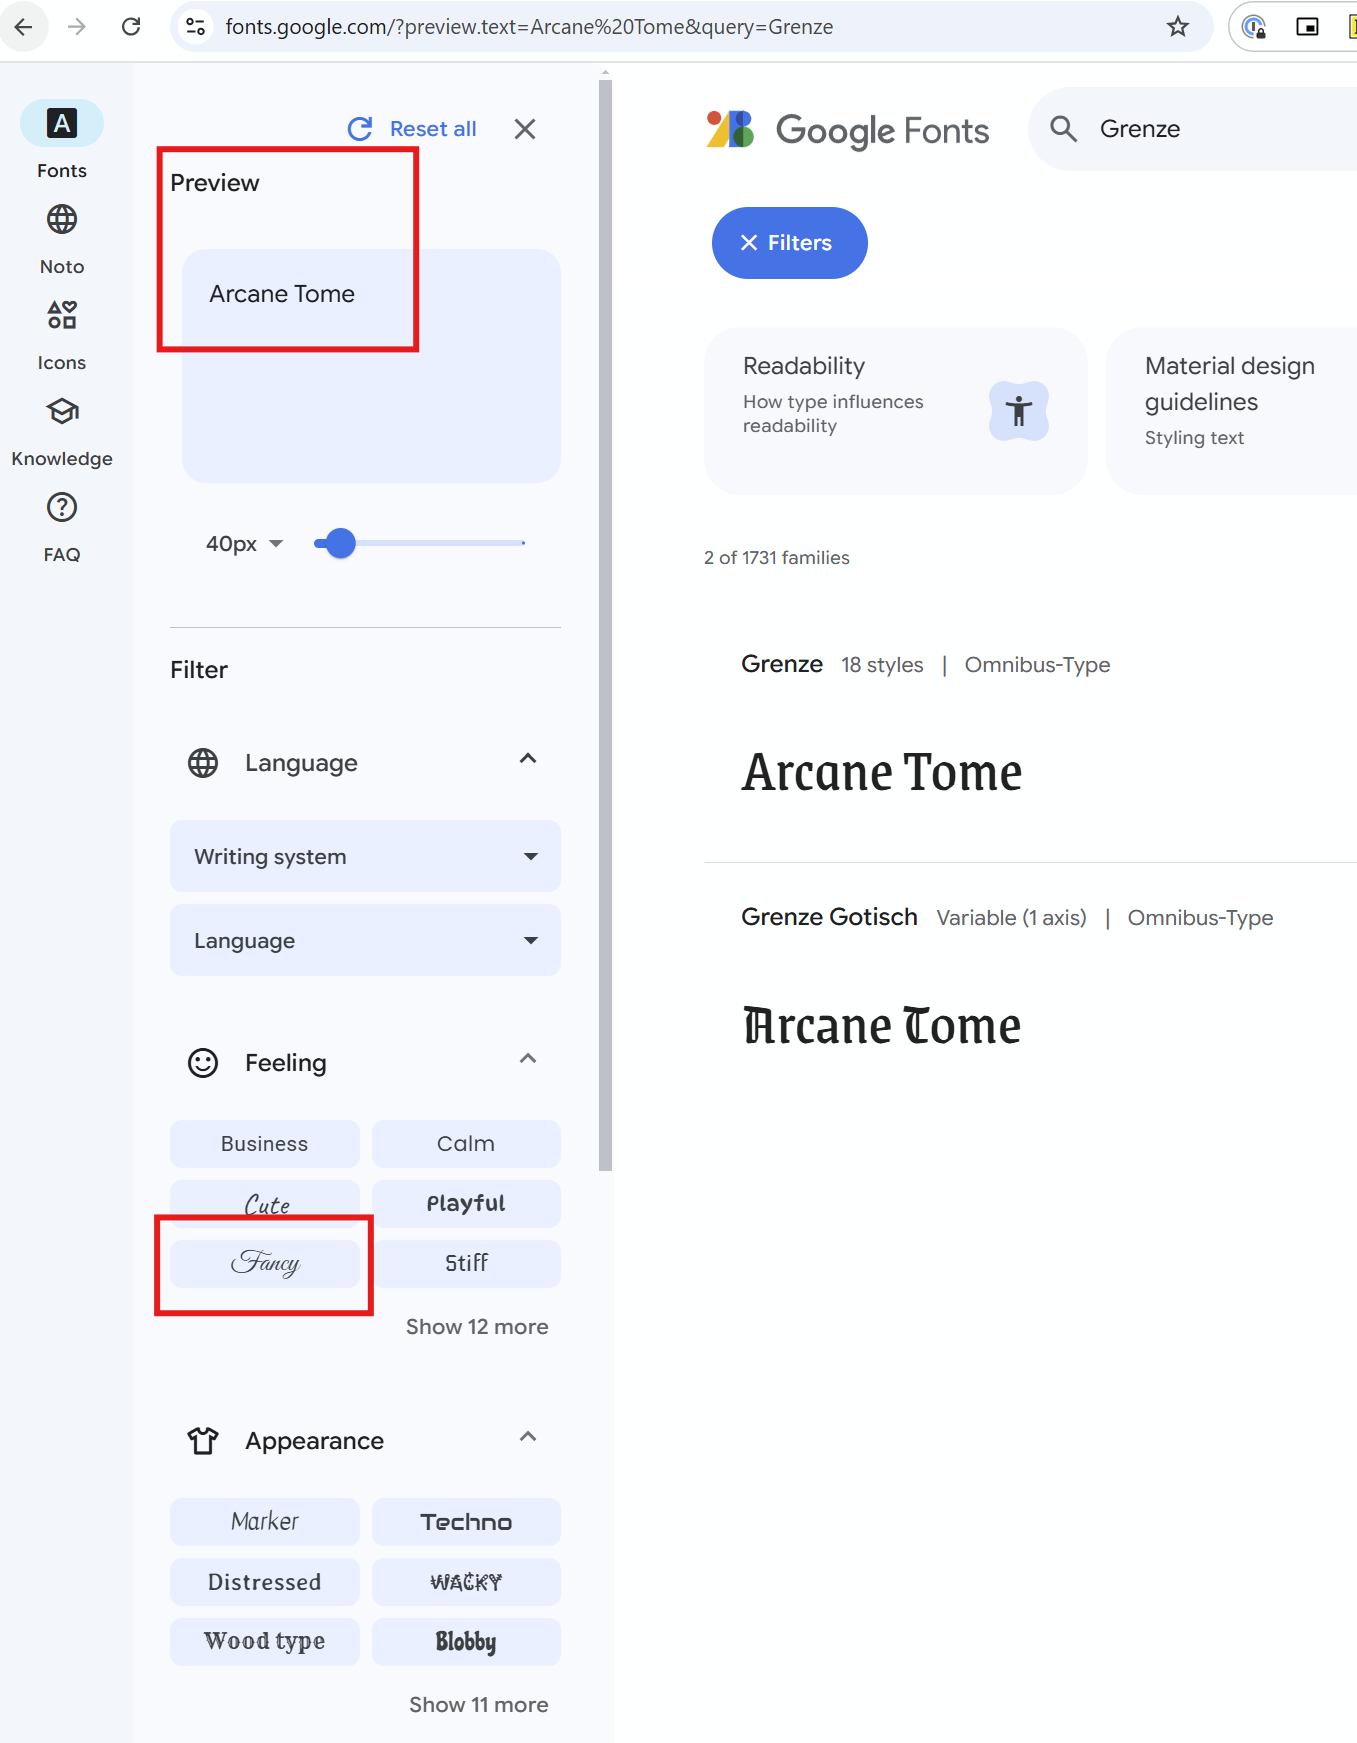 fonts.google.com/?preview.text=Arcane%20Tome&query=Grenze
A
Fonts
Noto
Icons
Knowledge
FAQ
Reset all
Preview
Arcane Tome
40px
Filter
Language
Writing system
Language
Feeling
Business
Calm
Cute
Playful
Fancy
Stiff
Show 12 more
Appearance
Marker
Techno
Distressed
Wacky
Wood type
Blobby
Show 11 more
Google Fonts
Grenze
Filters
Readability
How type influences
readability
Material design
guidelines
Styling text
2 of 1731 families
Grenze 18 styles | Omnibus-Type
Arcane Tome
Grenze Gotisch Variable (1 axis) | Omnibus-Type
Arcane Tome